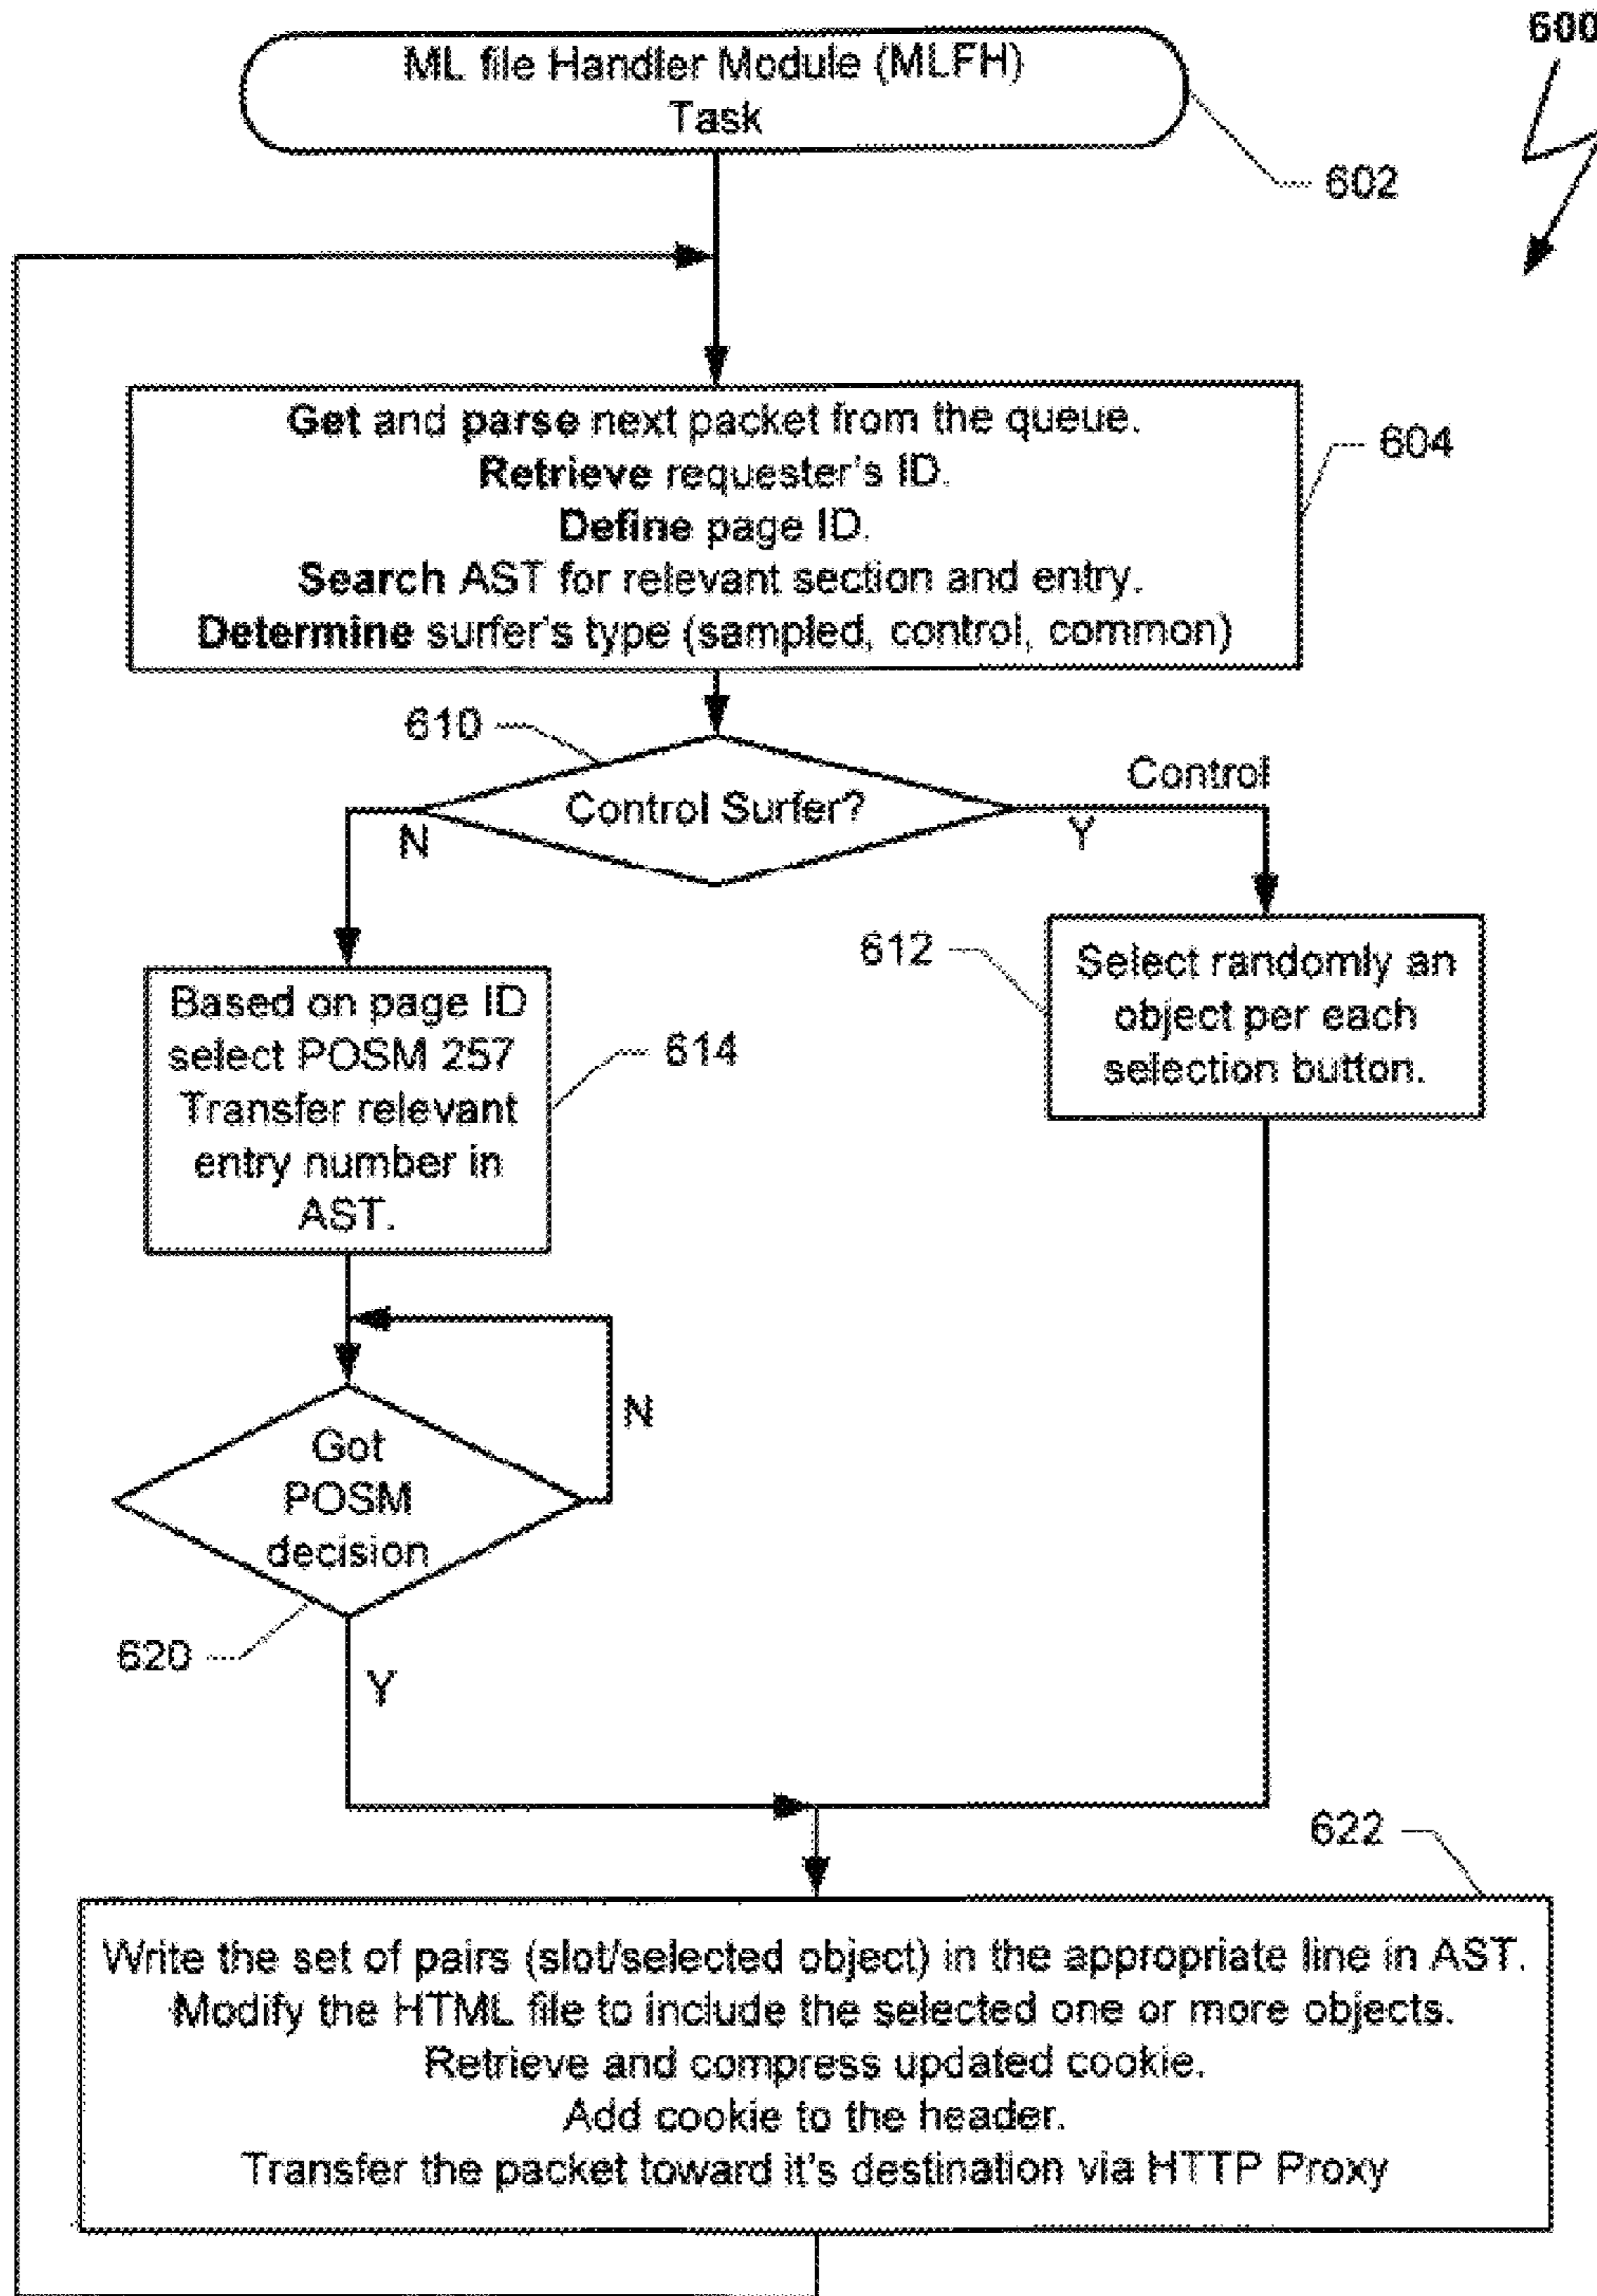 600
ML file Handler Module (MLFH)
Task
602
Get and parse next packet from the queue.
Retrieve requester's ID.
Define page ID.
Search AST for relevant section and entry.
Determine surfer's type (sampled, control, common)
604
610
Control Surfer?
Control
N
Y
Based on page ID
select POSM 257
Transfer relevant
entry number in
AST.
614
612
Select randomly an
object per each
selection button.
Got
POSM
decision
N
620
Y
622
Write the set of pairs (slot/selected object) in the appropriate line in AST.
Modify the HTML file to include the selected one or more objects.
Retrieve and compress updated cookie.
Add cookie to the header.
Transfer the packet toward it's destination via HTTP Proxy